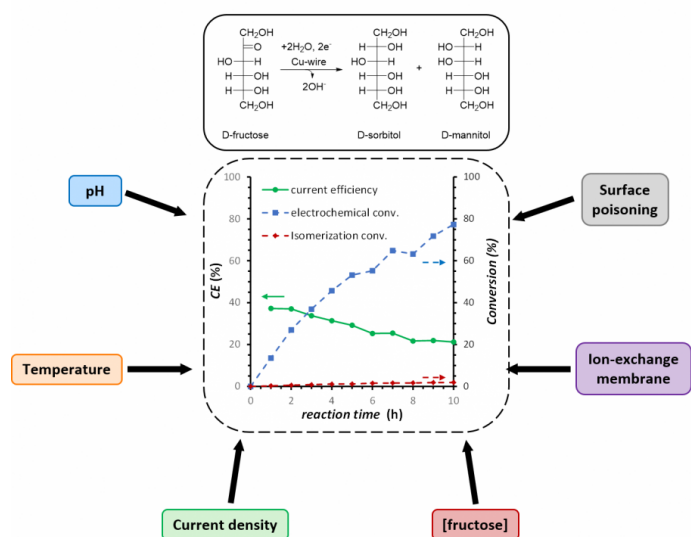 CH₂OH
=O
HO H
H OH
H OH
CH₂OH
D-fructose
+2H₂O, 2e⁻
Cu-wire
2OH⁻
CH₂OH
H OH
HO H
H OH
H OH
CH₂OH
D-sorbitol
+
CH₂OH
HO H
HO H
H OH
H OH
CH₂OH
D-mannitol
pH
Surface
poisoning
Temperature
Ion-exchange
membrane
Current density
[fructose]
current efficiency
electrochemical conv.
Isomerization conv.
CE (%)
100
80
60
40
20
0
Conversion (%)
100
80
60
40
20
0
0 2 4 6 8 10
reaction time (h)